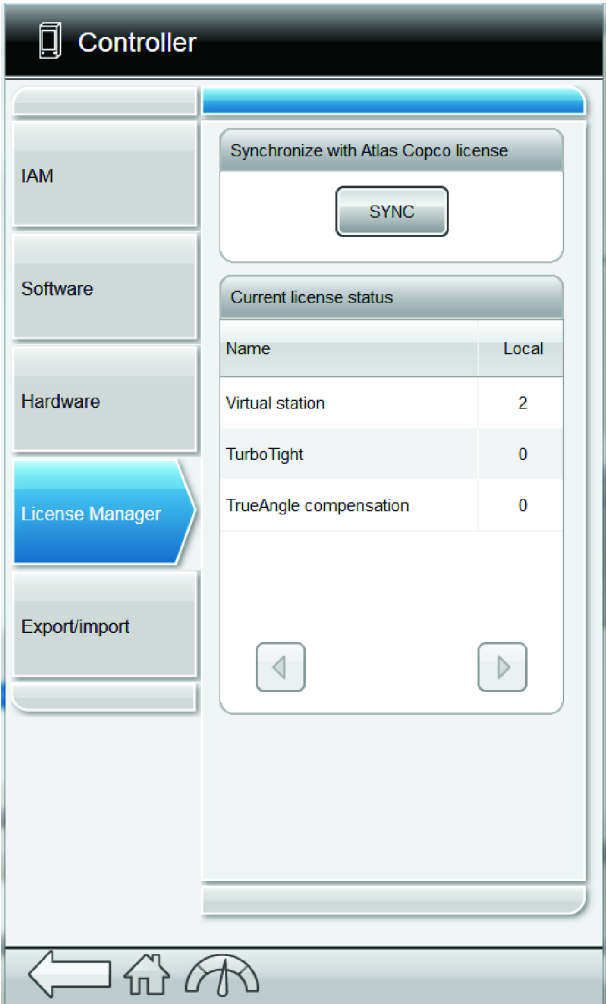 Controller
IAM
Software
Hardware
License Manager
Export/import
Synchronize with Atlas Copco license
SYNC
Current license status
Name Local
Virtual station 2
TurboTight 0
TrueAngle compensation 0